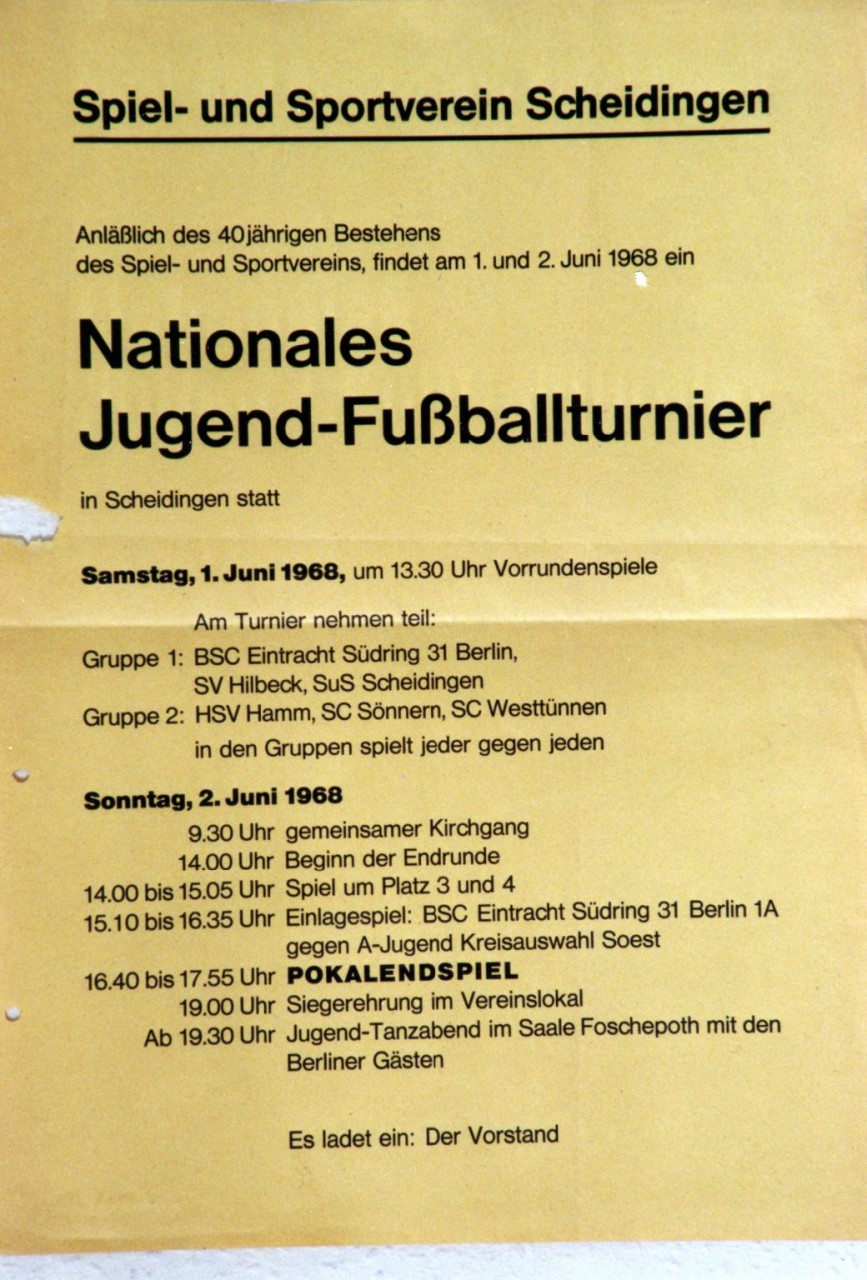 Spiel- und Sportverein Scheidingen
Anläßlich des 40jährigen Bestehens
des Spiel- und Sportvereins, findet am 1. und 2. Juni 1968 ein
Nationales
Jugend-Fußballturnier
in Scheidingen statt
Samstag, 1. Juni 1968, um 13.30 Uhr Vorrundenspiele
Am Turnier nehmen teil:
Gruppe 1: BSC Eintracht Südring 31 Berlin,
SV Hilbeck, SuS Scheidingen
Gruppe 2: HSV Hamm, SC Sönnern, SC Westtünnen
in den Gruppen spielt jeder gegen jeden
Sonntag, 2. Juni 1968
9.30 Uhr gemeinsamer Kirchgang
14.00 Uhr Beginn der Endrunde
14.00 bis 15.05 Uhr Spiel um Platz 3 und 4
15.10 bis 16.35 Uhr Einlagespiel: BSC Eintracht Südring 31 Berlin 1A
gegen A-Jugend Kreisauswahl Soest
16.40 bis 17.55 Uhr POKALENDSPIEL
19.00 Uhr Siegerehrung im Vereinslokal
Ab 19.30 Uhr Jugend-Tanzabend im Saale Foschepoth mit den
Berliner Gästen
Es ladet ein: Der Vorstand